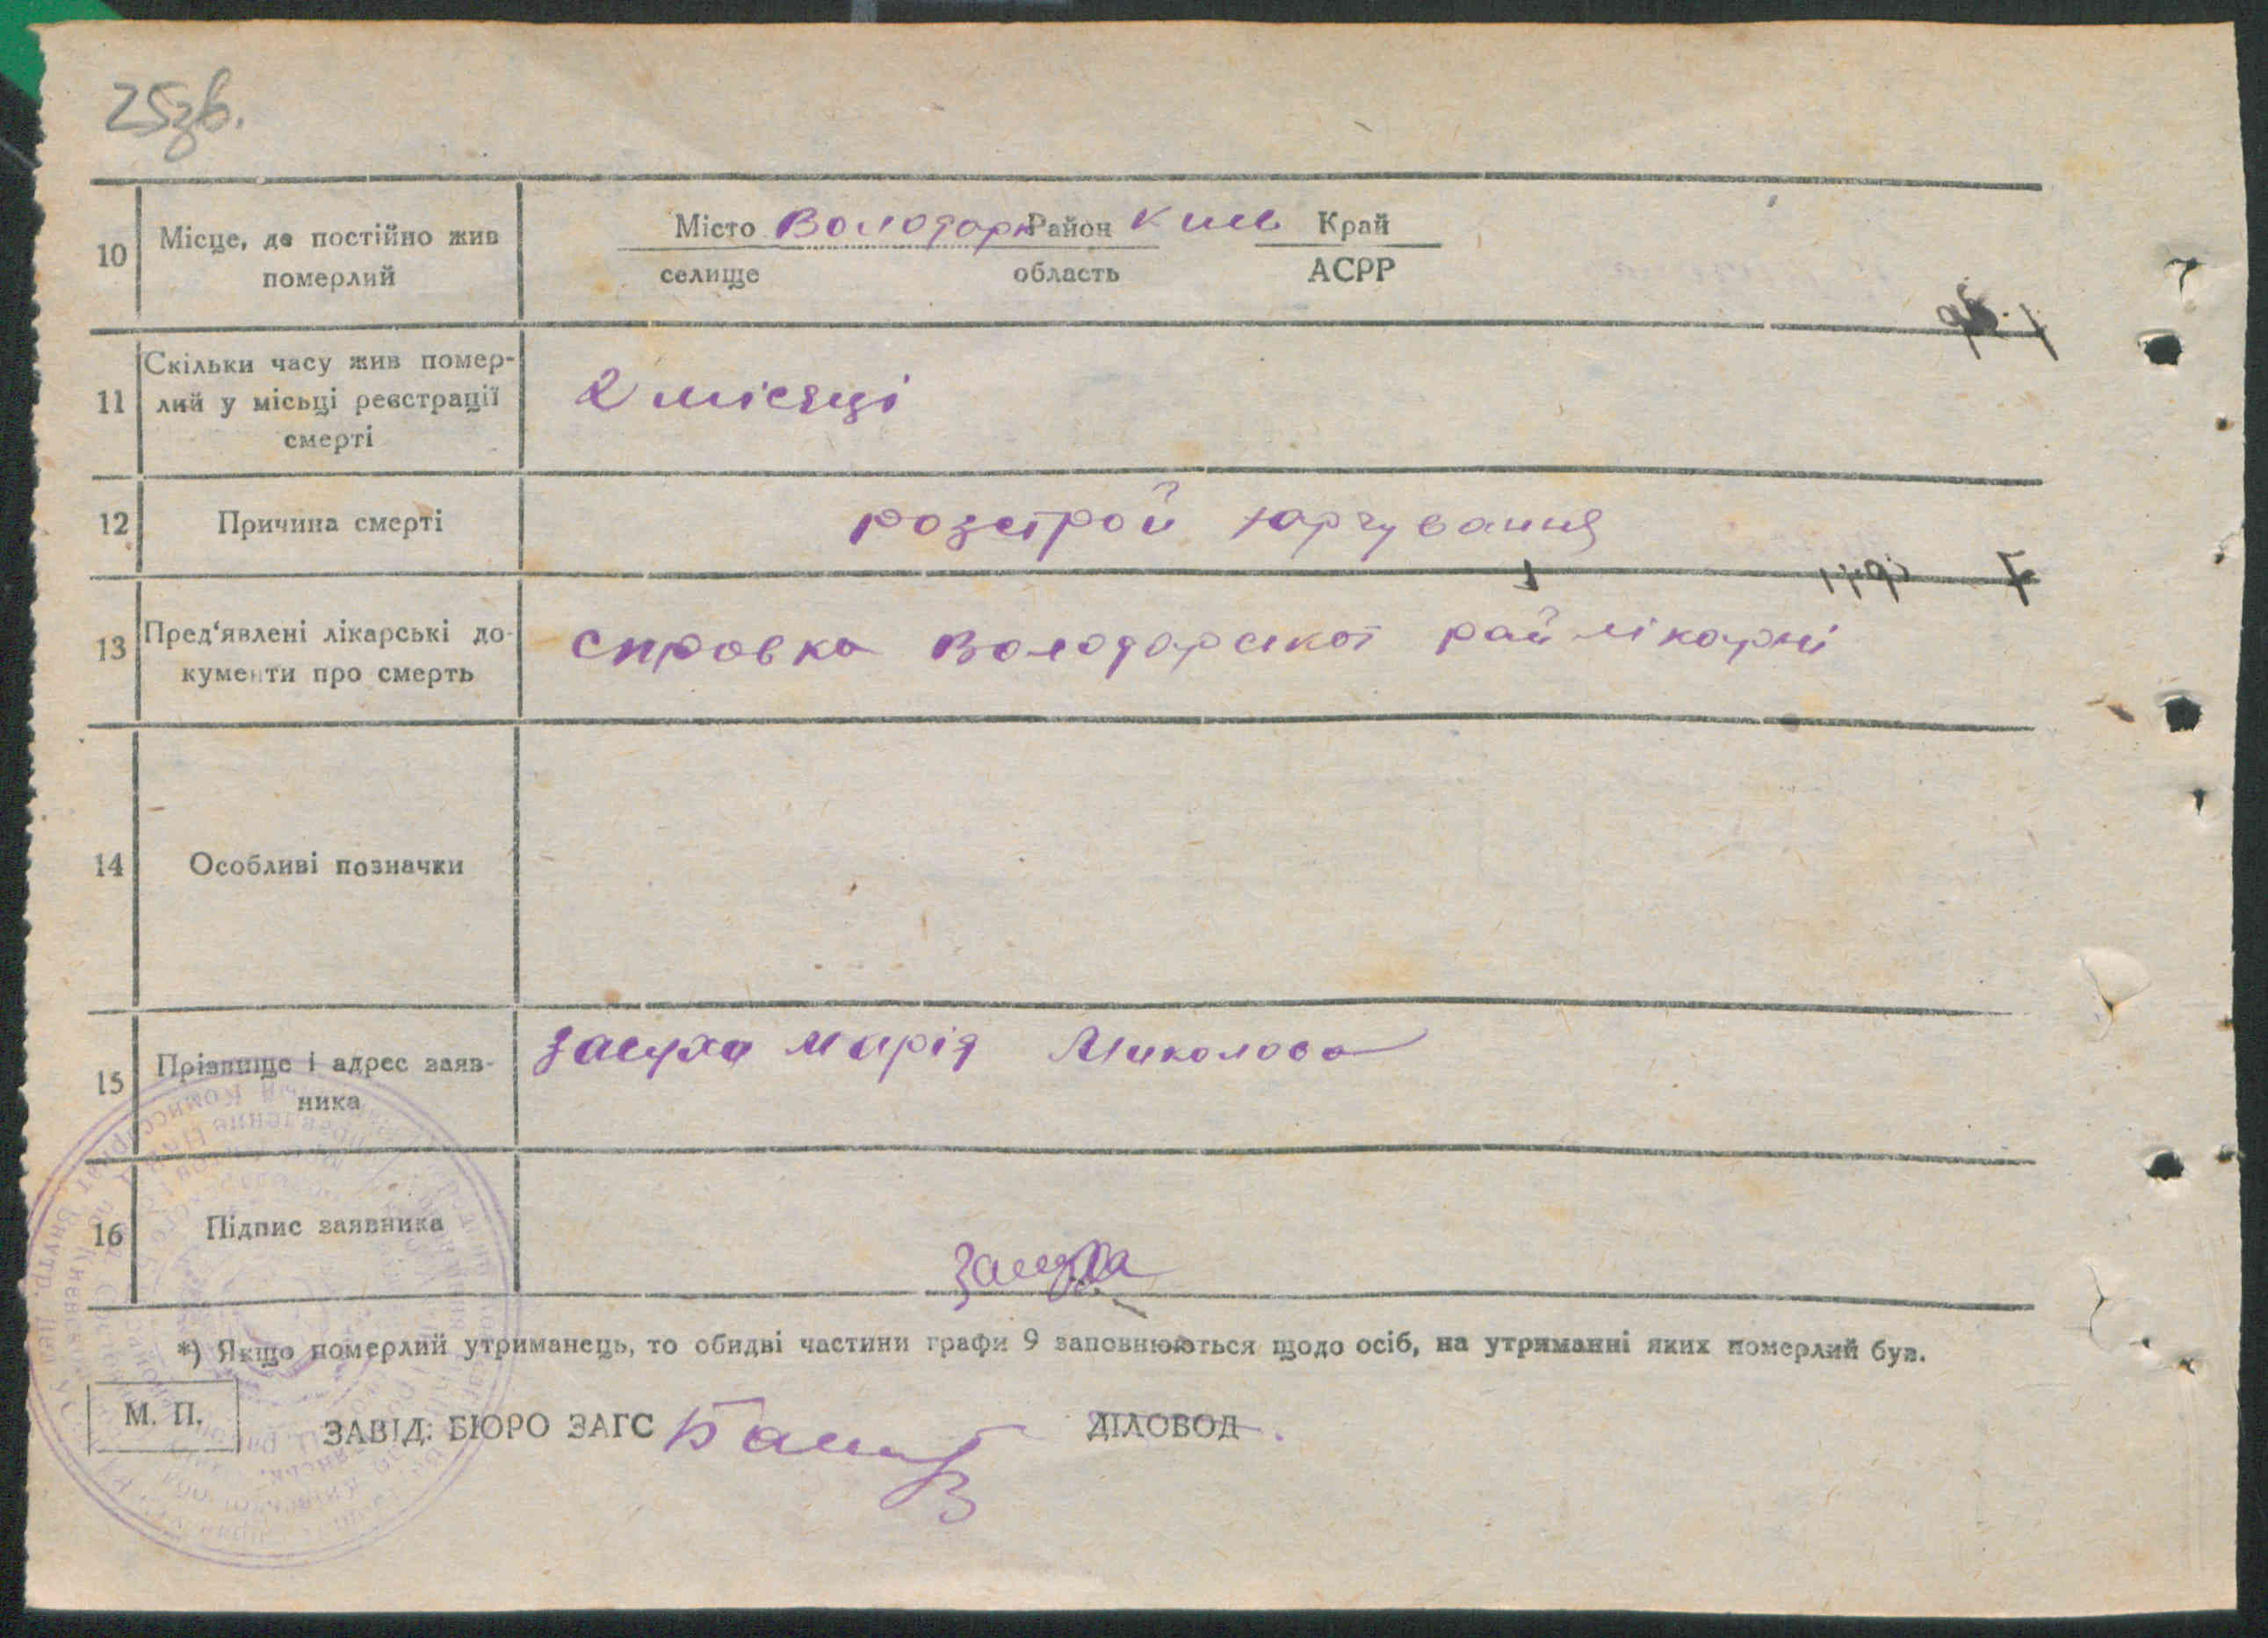 25зв.
10 Місце, де постійно жив померлий
Місто Володарк Район Киев Край
селище область АСРР
11 Скільки часу жив помер-
лий у місьці реєстрації
смерті
2 місяці
12 Причина смерті розстрой харчування
13 Пред'явлені лікарські до-
кументи про смерть
справка Володарської райлікарні
14 Особливі позначки
15 Прізвище і адрес заяв-
ника
Засуха Марія Миколова
16 Підпис заявника
Засуха
*) Якщо померлий утриманець, то обидві частини графи 9 заповнюються щодо осіб, на утриманні яких померлий був.
М. П. ЗАВІД. БЮРО ЗАГС ДІЛОВОД